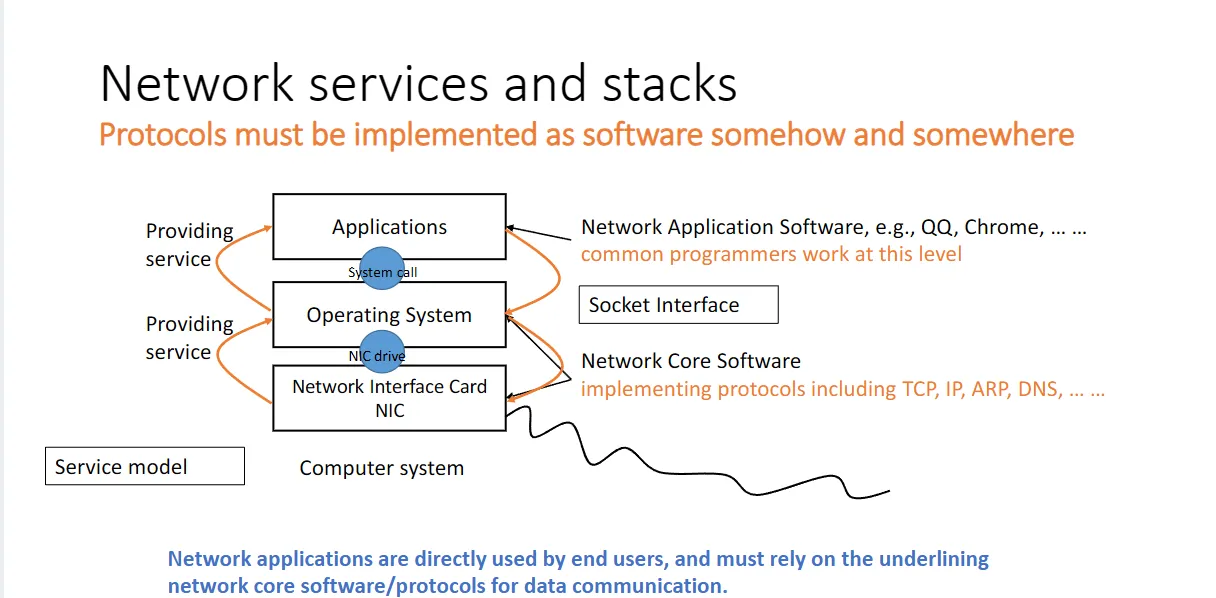 Network services and stacks
Protocols must be implemented as software somehow and somewhere
Providing
service
Applications
Network Application Software, e.g., QQ, Chrome, … …
common programmers work at this level
System call
Socket Interface
Providing
service
Operating System
NIC drive
Network Core Software
implementing protocols including TCP, IP, ARP, DNS, … …
Network Interface Card
NIC
Service model
Computer system
Network applications are directly used by end users, and must rely on the underlining
network core software/protocols for data communication.